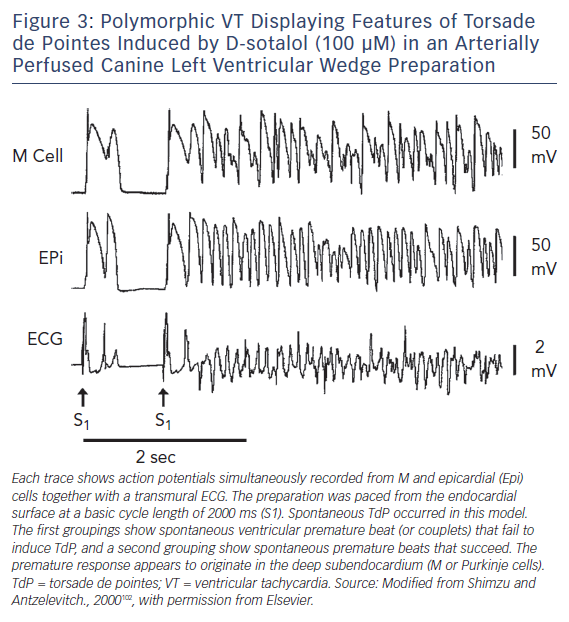 Figure 3: Polymorphic VT Displaying Features of Torsade
de Pointes Induced by D-sotalol (100 µM) in an Arterially
Perfused Canine Left Ventricular Wedge Preparation
M Cell
50
mV
EPi
50
mV
ECG
2
mV
S₁ S₁
2 sec
Each trace shows action potentials simultaneously recorded from M and epicardial (Epi)
cells together with a transmural ECG. The preparation was paced from the endocardial
surface at a basic cycle length of 2000 ms (S1). Spontaneous TdP occurred in this model.
The first groupings show spontaneous ventricular premature beat (or couplets) that fail to
induce TdP, and a second grouping show spontaneous premature beats that succeed. The
premature response appears to originate in the deep subendocardium (M or Purkinje cells).
TdP = torsade de pointes; VT = ventricular tachycardia. Source: Modified from Shimzu and
Antzelevitch., 2000¹⁰², with permission from Elsevier.